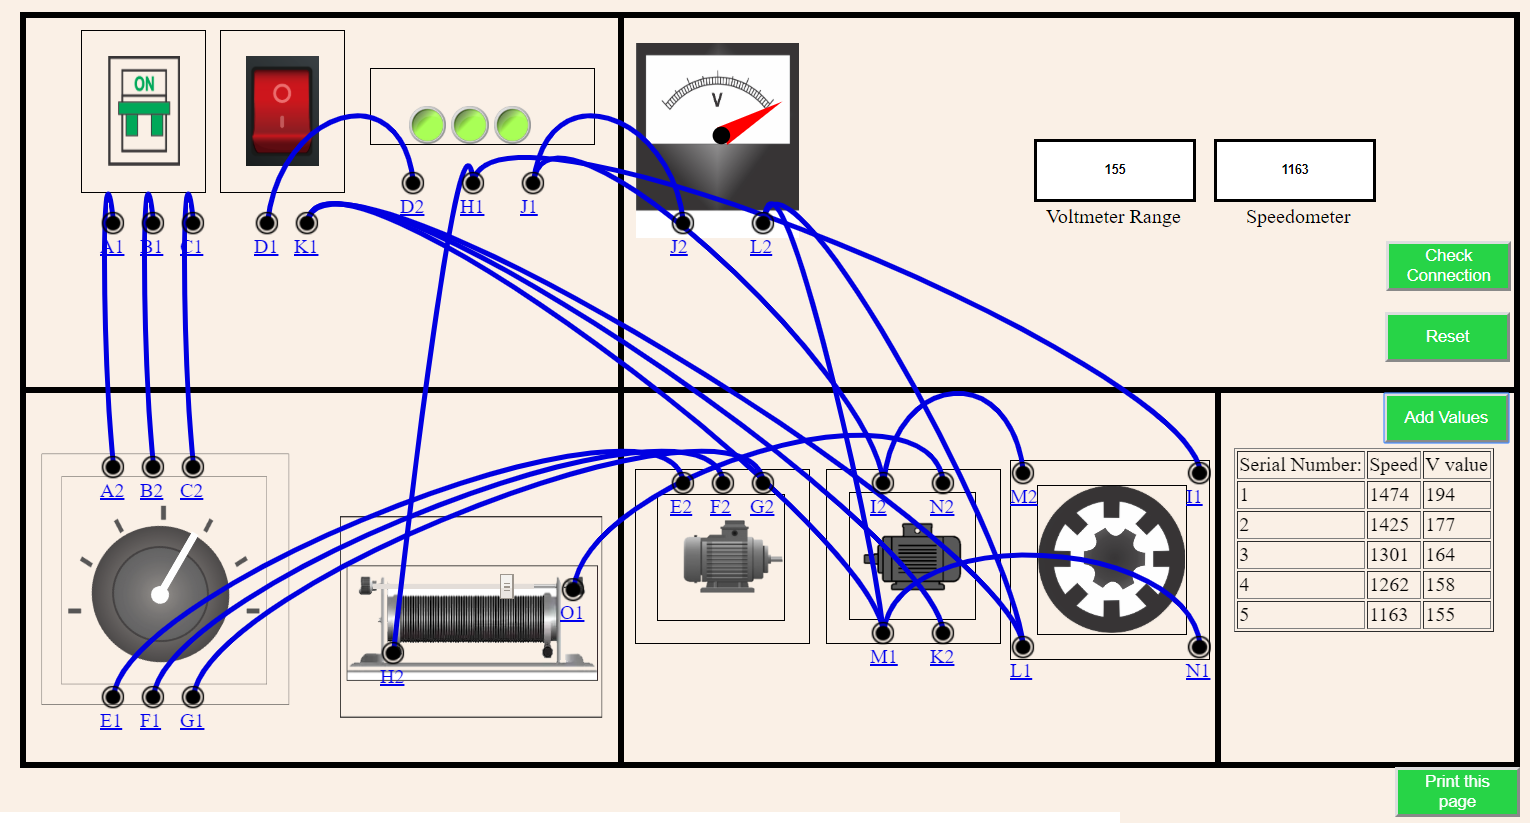 ON
V
D2 H1 J1
A1 B1 C1 D1 K1
J2 L2
155
1163
Voltmeter Range
Speedometer
Check
Connection
Reset
A2 B2 C2
E1 F1 G1
H2
O1
E2 F2 G2
I2 N2
M2 I1
M1 K2
L1 N1
Add Values
Serial Number: Speed V value
1 1474 194
2 1425 177
3 1301 164
4 1262 158
5 1163 155
Print this
page